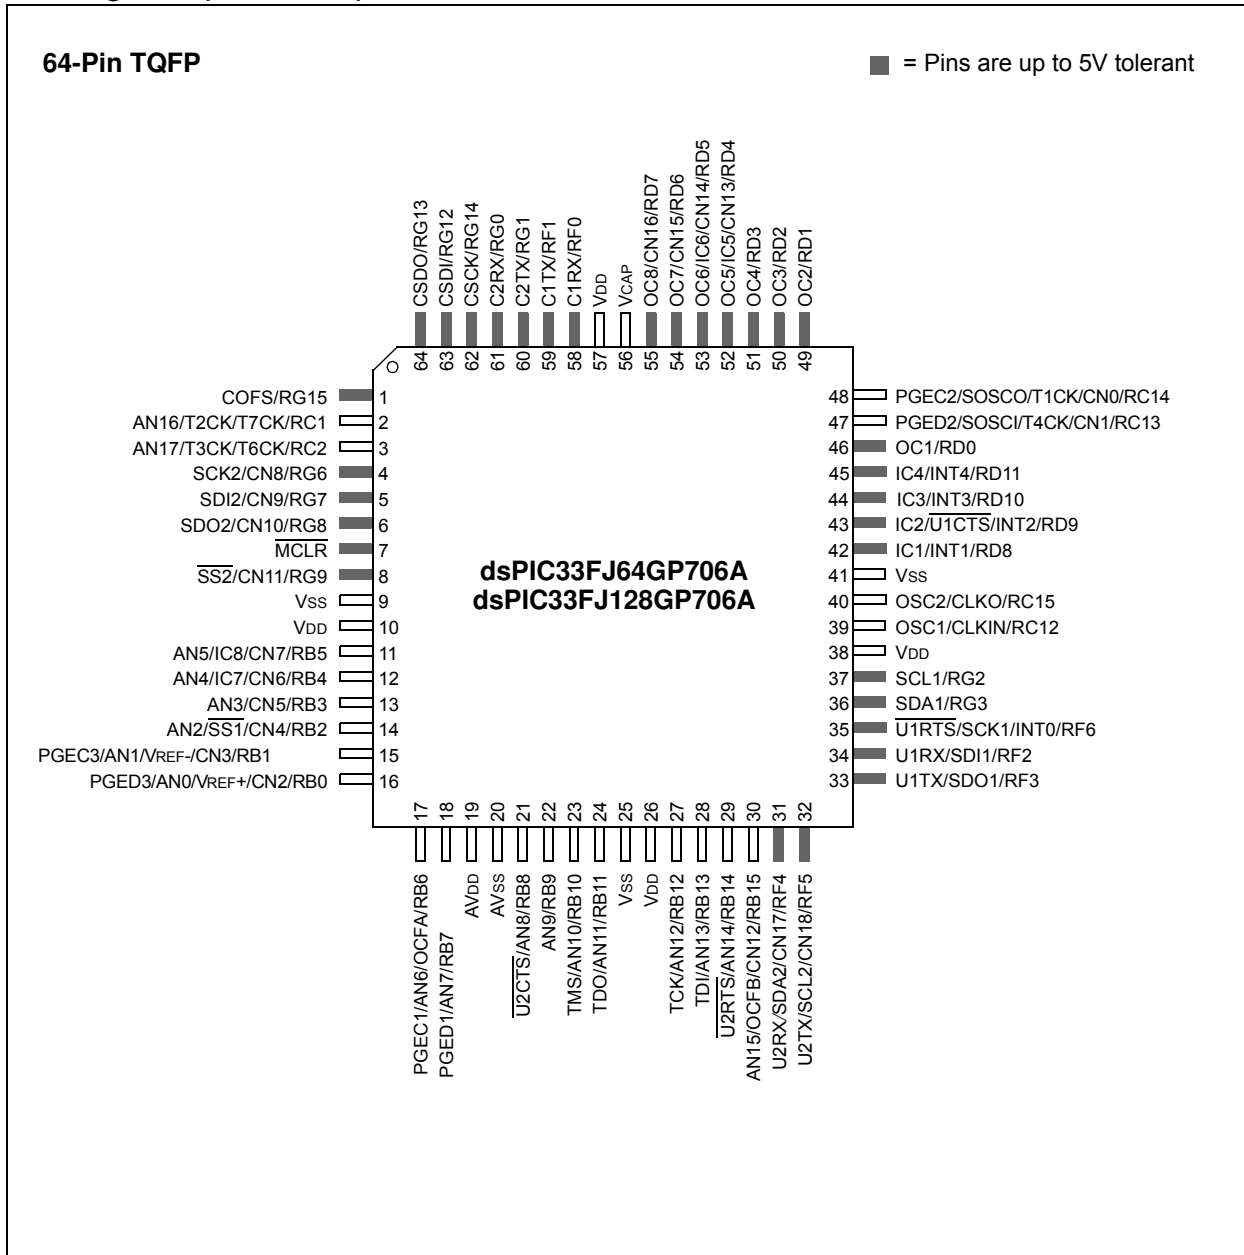 64-Pin TQFP
= Pins are up to 5V tolerant
CSDO/RG13
CSDI/RG12
CSCK/RG14
C2RX/RG0
C2TX/RG1
C1TX/RF1
C1RX/RF0
VDD
VCAP
OC8/CN16/RD7
OC7/CN15/RD6
OC6/IC6/CN14/RD5
OC5/IC5/CN13/RD4
OC4/RD3
OC3/RD2
OC2/RD1
64 63 62 61 60 59 58 57 56 55 54 53 52 51 50 49
COFS/RG15 1
AN16/T2CK/T7CK/RC1 2
AN17/T3CK/T6CK/RC2 3
SCK2/CN8/RG6 4
SDI2/CN9/RG7 5
SDO2/CN10/RG8 6
MCLR 7
SS2/CN11/RG9 8
VSS 9
VDD 10
AN5/IC8/CN7/RB5 11
AN4/IC7/CN6/RB4 12
AN3/CN5/RB3 13
AN2/SS1/CN4/RB2 14
PGEC3/AN1/VREF-/CN3/RB1 15
PGED3/AN0/VREF+/CN2/RB0 16
dsPIC33FJ64GP706A
dsPIC33FJ128GP706A
48 PGEC2/SOSCO/T1CK/CN0/RC14
47 PGED2/SOSCI/T4CK/CN1/RC13
46 OC1/RD0
45 IC4/INT4/RD11
44 IC3/INT3/RD10
43 IC2/U1CTS/INT2/RD9
42 IC1/INT1/RD8
41 VSS
40 OSC2/CLKO/RC15
39 OSC1/CLKIN/RC12
38 VDD
37 SCL1/RG2
36 SDA1/RG3
35 U1RTS/SCK1/INT0/RF6
34 U1RX/SDI1/RF2
33 U1TX/SDO1/RF3
17 18 19 20 21 22 23 24 25 26 27 28 29 30 31 32
PGEC1/AN6/OCFA/RB6
PGED1/AN7/RB7
AVDD
AVSS
U2CTS/AN8/RB8
AN9/RB9
TMS/AN10/RB10
TDO/AN11/RB11
VSS
VDD
TCK/AN12/RB12
TDI/AN13/RB13
U2RTS/AN14/RB14
AN15/OCFB/CN12/RB15
U2RX/SDA2/CN17/RF4
U2TX/SCL2/CN18/RF5